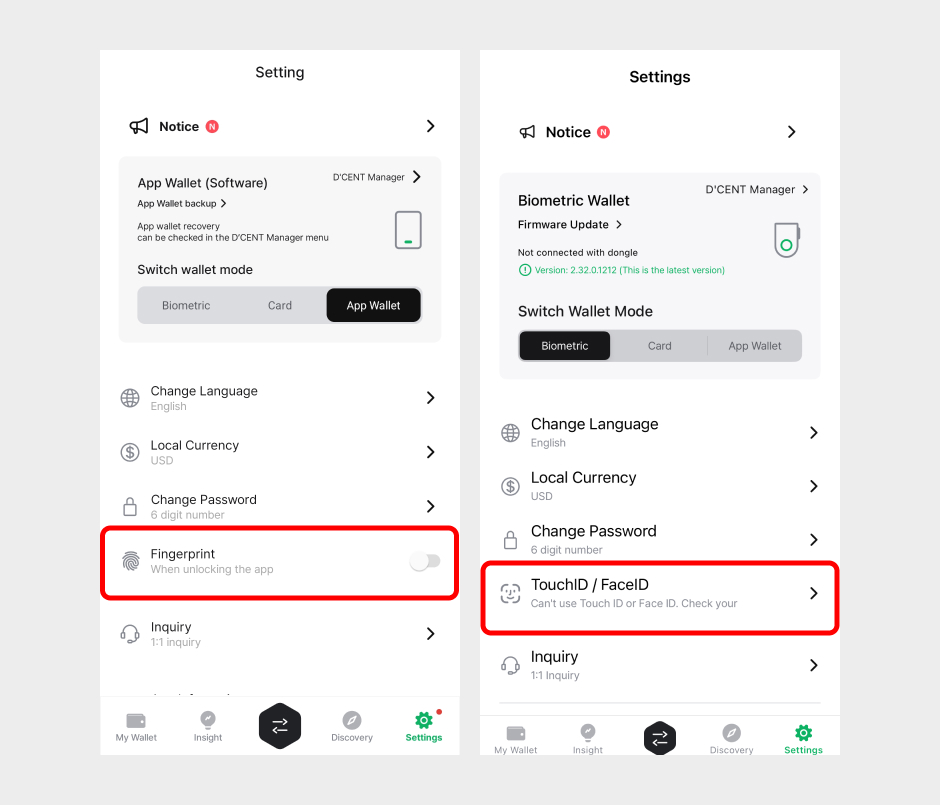 Setting
Notice N
App Wallet (Software)
D'CENT Manager
App Wallet backup
App wallet recovery
can be checked in the D'CENT Manager menu
Switch wallet mode
Biometric Card App Wallet
Change Language
English
Local Currency
USD
Change Password
6 digit number
Fingerprint
When unlocking the app
Inquiry
1:1 inquiry
My Wallet Insight Discovery Settings
Settings
Notice N
D'CENT Manager
Biometric Wallet
Firmware Update
Not connected with dongle
Version: 2.32.0.1212 (This is the latest version)
Switch Wallet Mode
Biometric Card App Wallet
Change Language
English
Local Currency
USD
Change Password
6 digit number
TouchID / FaceID
Can't use Touch ID or Face ID. Check your
Inquiry
1:1 Inquiry
My Wallet Insight Discovery Settings